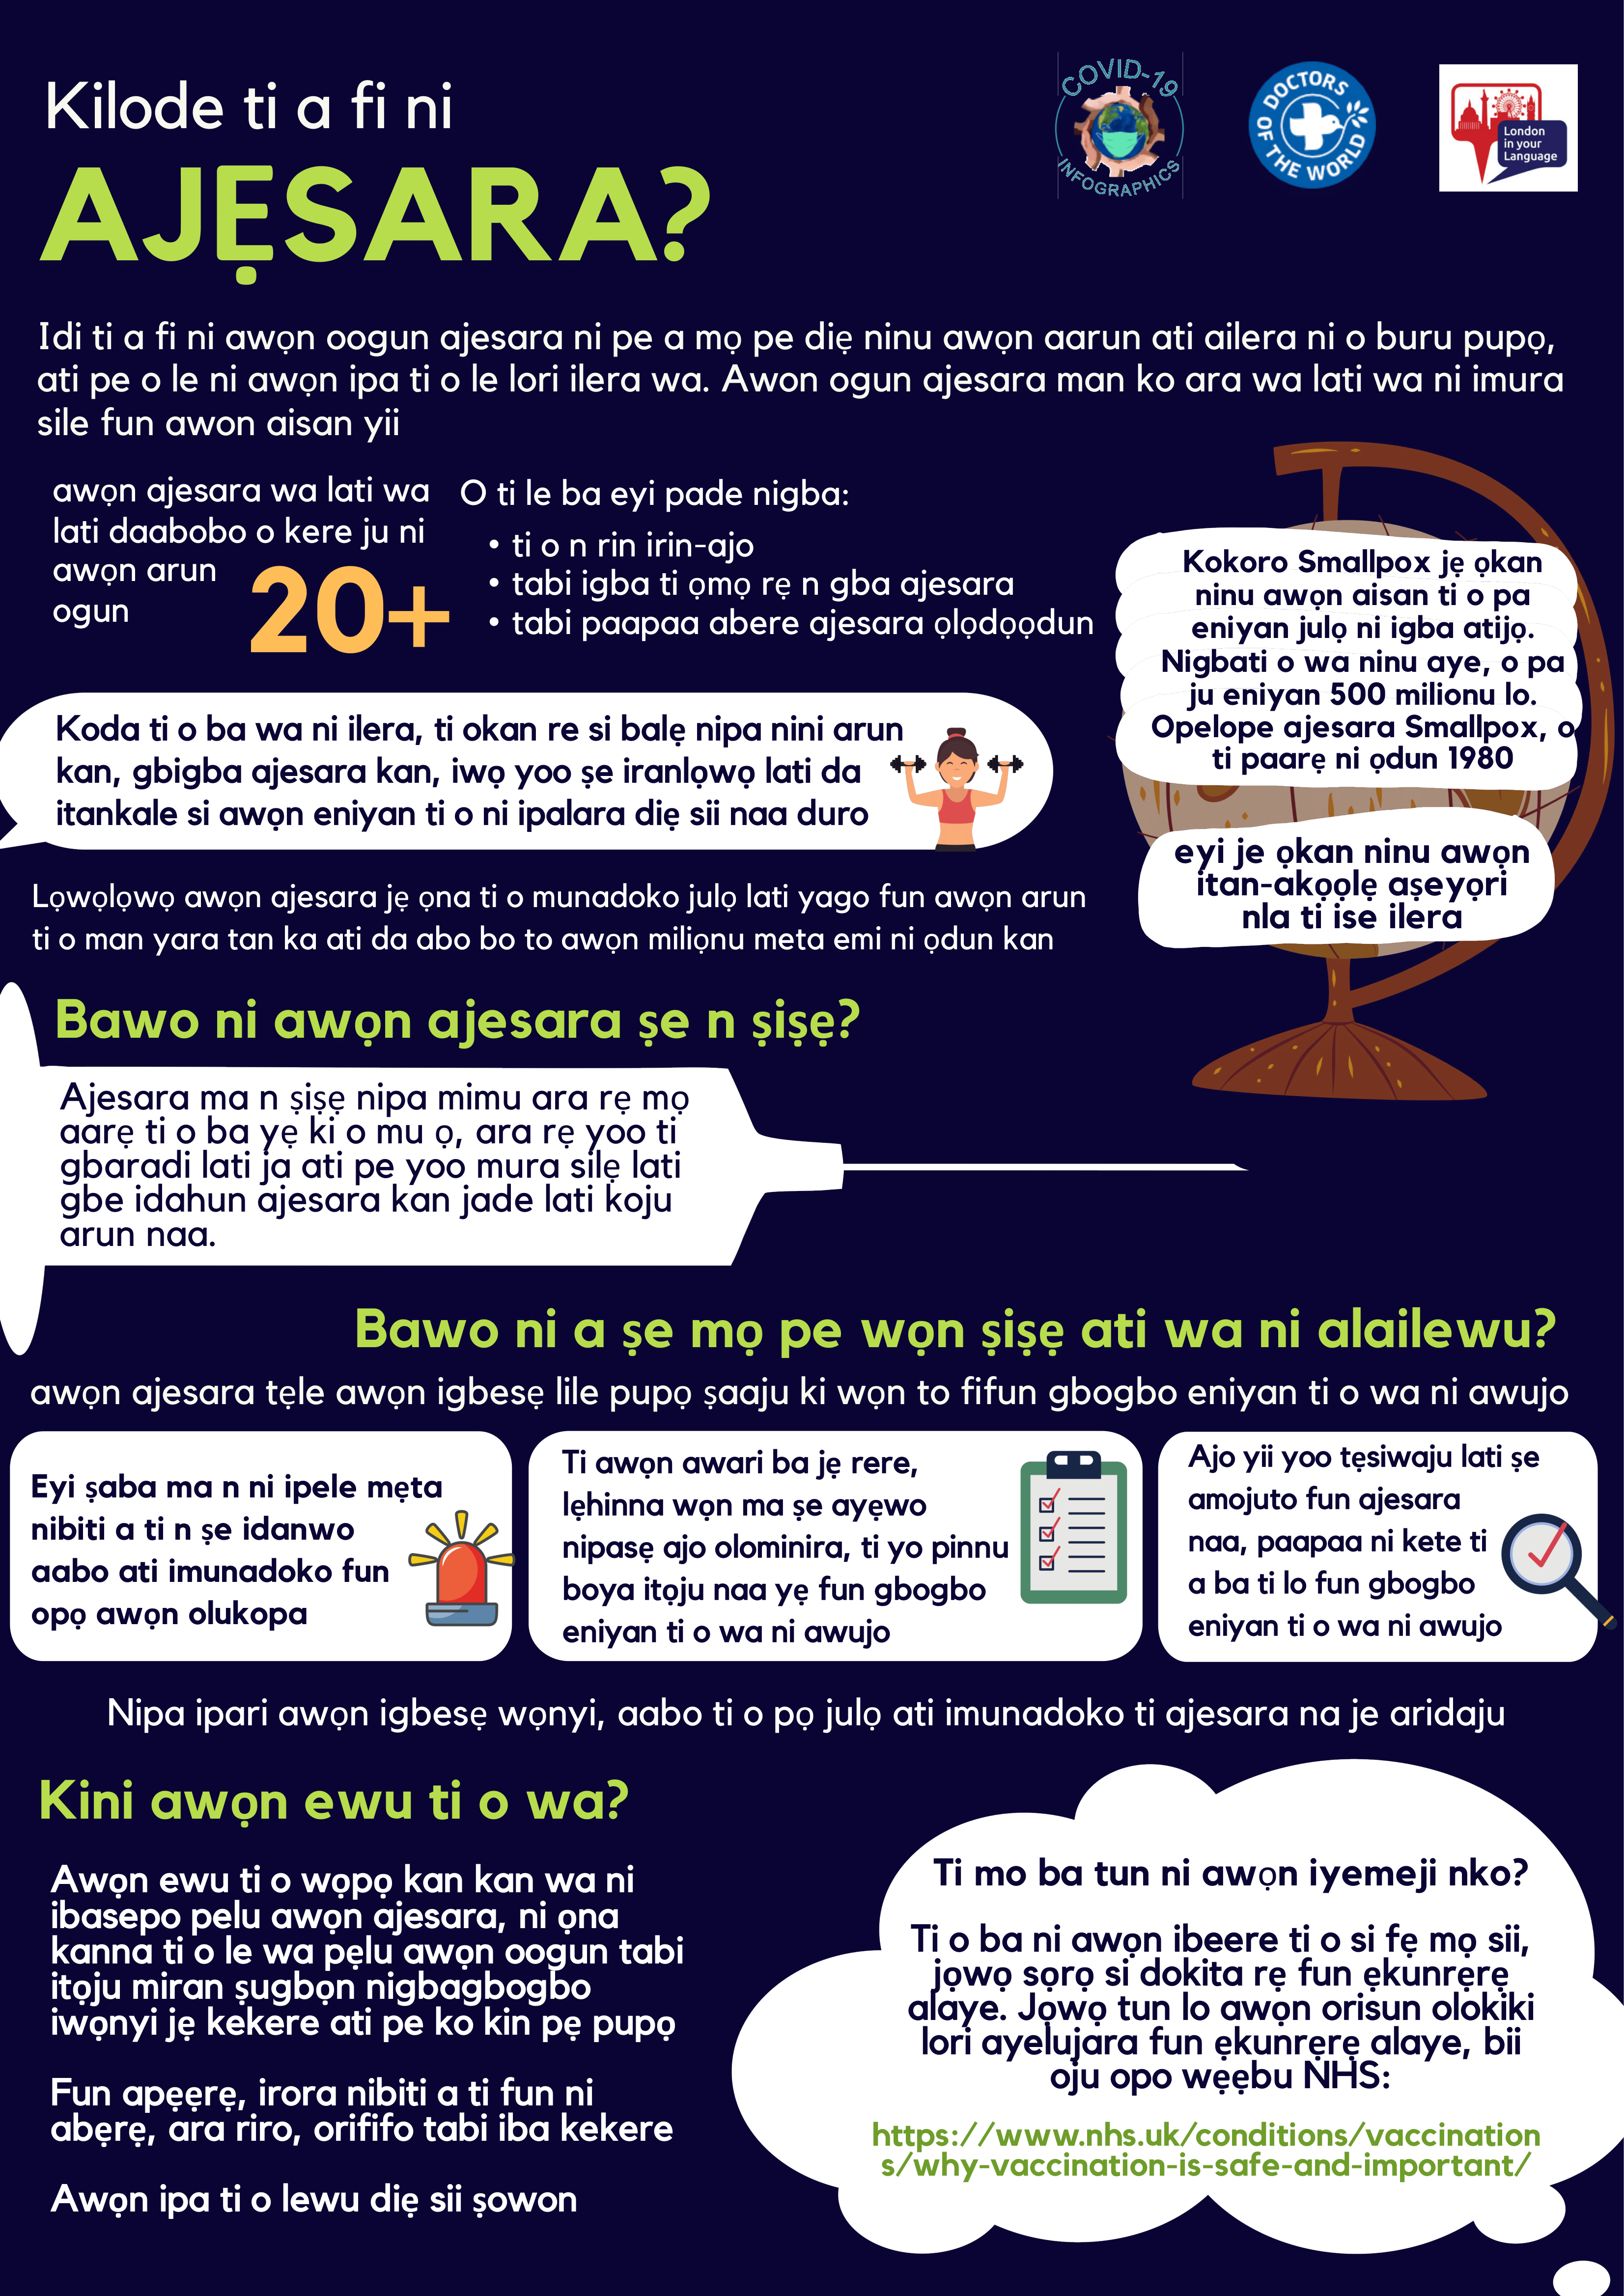 Kilode ti a fi ni
AJẸSARA?
COVID-19
INFOGRAPHICS
DOCTORS
OF THE WORLD
London
in your
Language
Idi ti a fi ni awọn oogun ajesara ni pe a mọ pe diẹ ninu awọn aarun ati ailera ni o buru pupọ,
ati pe o le ni awọn ipa ti o le lori ilera wa. Awon ogun ajesara man ko ara wa lati wa ni imura
sile fun awon aisan yii
awọn ajesara wa lati wa
lati daabobo o kere ju ni
awọn arun
ogun
20+
O ti le ba eyi pade nigba:
• ti o n rin irin-ajo
• tabi igba ti ọmọ rẹ n gba ajesara
• tabi paapaa abere ajesara ọlọdọọdun
Kokoro Smallpox jẹ ọkan
ninu awọn aisan ti o pa
eniyan julọ ni igba atijọ.
Nigbati o wa ninu aye, o pa
ju eniyan 500 milionu lo.
Opelope ajesara Smallpox, o
ti paarẹ ni ọdun 1980
eyi je ọkan ninu awọn
itan-akọọlẹ aṣeyọri
nla ti ise ilera
Koda ti o ba wa ni ilera, ti okan re si balẹ nipa nini arun
kan, gbigba ajesara kan, iwọ yoo ṣe iranlọwọ lati da
itankale si awọn eniyan ti o ni ipalara diẹ sii naa duro
Lọwọlọwọ awọn ajesara jẹ ọna ti o munadoko julọ lati yago fun awọn arun
ti o man yara tan ka ati da abo bo to awọn miliọnu meta emi ni ọdun kan
Bawo ni awọn ajesara ṣe n ṣiṣẹ?
Ajesara ma n ṣiṣẹ nipa mimu ara rẹ mọ
aarẹ ti o ba yẹ ki o mu ọ, ara rẹ yoo ti
gbaradi lati ja ati pe yoo mura silẹ lati
gbe idahun ajesara kan jade lati koju
arun naa.
Bawo ni a ṣe mọ pe wọn ṣiṣẹ ati wa ni alailewu?
awọn ajesara tẹle awọn igbesẹ lile pupọ ṣaaju ki wọn to fifun gbogbo eniyan ti o wa ni awujo
Eyi ṣaba ma n ni ipele mẹta
nibiti a ti n ṣe idanwo
aabo ati imunadoko fun
opọ awọn olukopa
Ti awọn awari ba jẹ rere,
lẹhinna wọn ma ṣe ayẹwo
nipasẹ ajo olominira, ti yo pinnu
boya itọju naa yẹ fun gbogbo
eniyan ti o wa ni awujo
Ajo yii yoo tẹsiwaju lati ṣe
amojuto fun ajesara
naa, paapaa ni kete ti
a ba ti lo fun gbogbo
eniyan ti o wa ni awujo
Nipa ipari awọn igbesẹ wọnyi, aabo ti o pọ julọ ati imunadoko ti ajesara na je aridaju
Kini awọn ewu ti o wa?
Awọn ewu ti o wọpọ kan kan wa ni
ibasepo pelu awọn ajesara, ni ọna
kanna ti o le wa pẹlu awọn oogun tabi
itọju miran ṣugbọn nigbagbogbo
iwọnyi jẹ kekere ati pe ko kin pẹ pupọ
Fun apẹẹrẹ, irora nibiti a ti fun ni
abẹrẹ, ara riro, orififo tabi iba kekere
Awọn ipa ti o lewu diẹ sii ṣowon
Ti mo ba tun ni awọn iyemeji nko?
Ti o ba ni awọn ibeere ti o si fẹ mọ sii,
jọwọ sọrọ si dokita rẹ fun ẹkunrẹrẹ
alaye. Jọwọ tun lo awọn orisun olokiki
lori ayelujara fun ẹkunrẹrẹ alaye, bii
oju opo wẹẹbu NHS:
https://www.nhs.uk/conditions/vaccination
s/why-vaccination-is-safe-and-important/